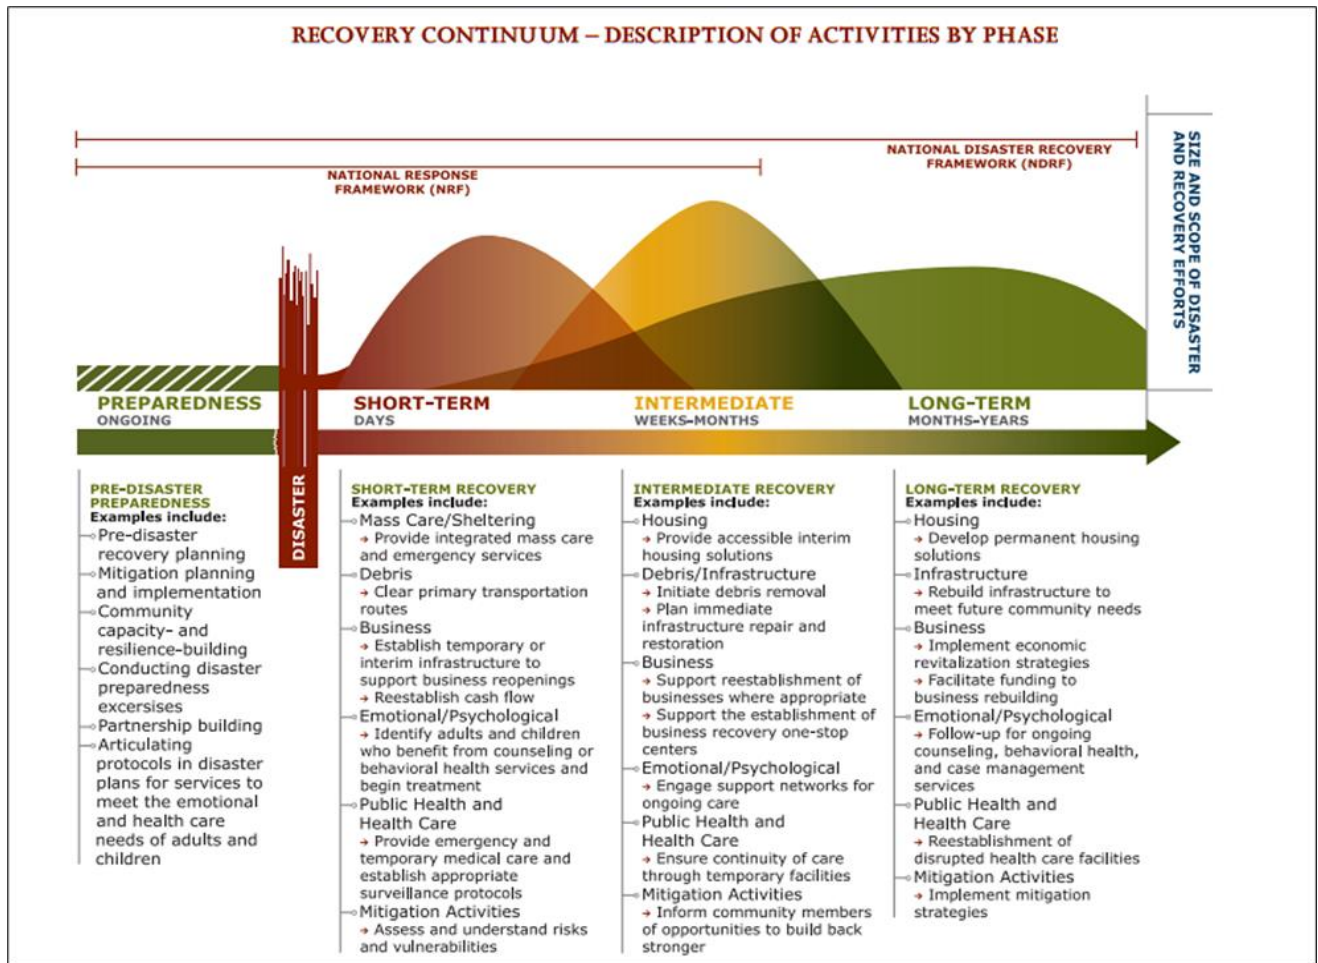 RECOVERY CONTINUUM – DESCRIPTION OF ACTIVITIES BY PHASE
NATIONAL DISASTER RECOVERY
FRAMEWORK (NDRF)
NATIONAL RESPONSE
FRAMEWORK (NRF)
SIZE AND SCOPE OF DISASTER
AND RECOVERY EFFORTS
PREPAREDNESS
ONGOING
SHORT-TERM
DAYS
INTERMEDIATE
WEEKS-MONTHS
LONG-TERM
MONTHS-YEARS
DISASTER
PRE-DISASTER
PREPAREDNESS
Examples include:
Pre-disaster
recovery planning
Mitigation planning
and implementation
Community
capacity- and
resilience-building
Conducting disaster
preparedness
excersises
Partnership building
Articulating
protocols in disaster
plans for services to
meet the emotional
and health care
needs of adults and
children
SHORT-TERM RECOVERY
Examples include:
Mass Care/Sheltering
→ Provide integrated mass care
and emergency services
Debris
→ Clear primary transportation
routes
Business
→ Establish temporary or
interim infrastructure to
support business reopenings
→ Reestablish cash flow
Emotional/Psychological
→ Identify adults and children
who benefit from counseling or
behavioral health services and
begin treatment
Public Health and
Health Care
→ Provide emergency and
temporary medical care and
establish appropriate
surveillance protocols
Mitigation Activities
→ Assess and understand risks
and vulnerabilities
INTERMEDIATE RECOVERY
Examples include:
Housing
→ Provide accessible interim
housing solutions
Debris/Infrastructure
→ Initiate debris removal
→ Plan immediate
infrastructure repair and
restoration
Business
→ Support reestablishment of
businesses where appropriate
→ Support the establishment of
business recovery one-stop
centers
Emotional/Psychological
→ Engage support networks for
ongoing care
Public Health and
Health Care
→ Ensure continuity of care
through temporary facilities
Mitigation Activities
→ Inform community members
of opportunities to build back
stronger
LONG-TERM RECOVERY
Examples include:
Housing
→ Develop permanent housing
solutions
Infrastructure
→ Rebuild infrastructure to
meet future community needs
Business
→ Implement economic
revitalization strategies
→ Facilitate funding to
business rebuilding
Emotional/Psychological
→ Follow-up for ongoing
counseling, behavioral health,
and case management
services
Public Health and
Health Care
→ Reestablishment of
disrupted health care facilities
Mitigation Activities
→ Implement mitigation
strategies